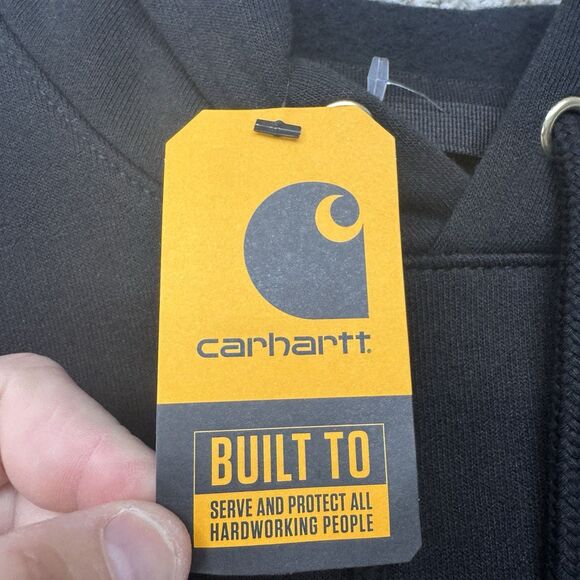 carhartt.
BUILT TO
SERVE AND PROTECT ALL
HARDWORKING PEOPLE